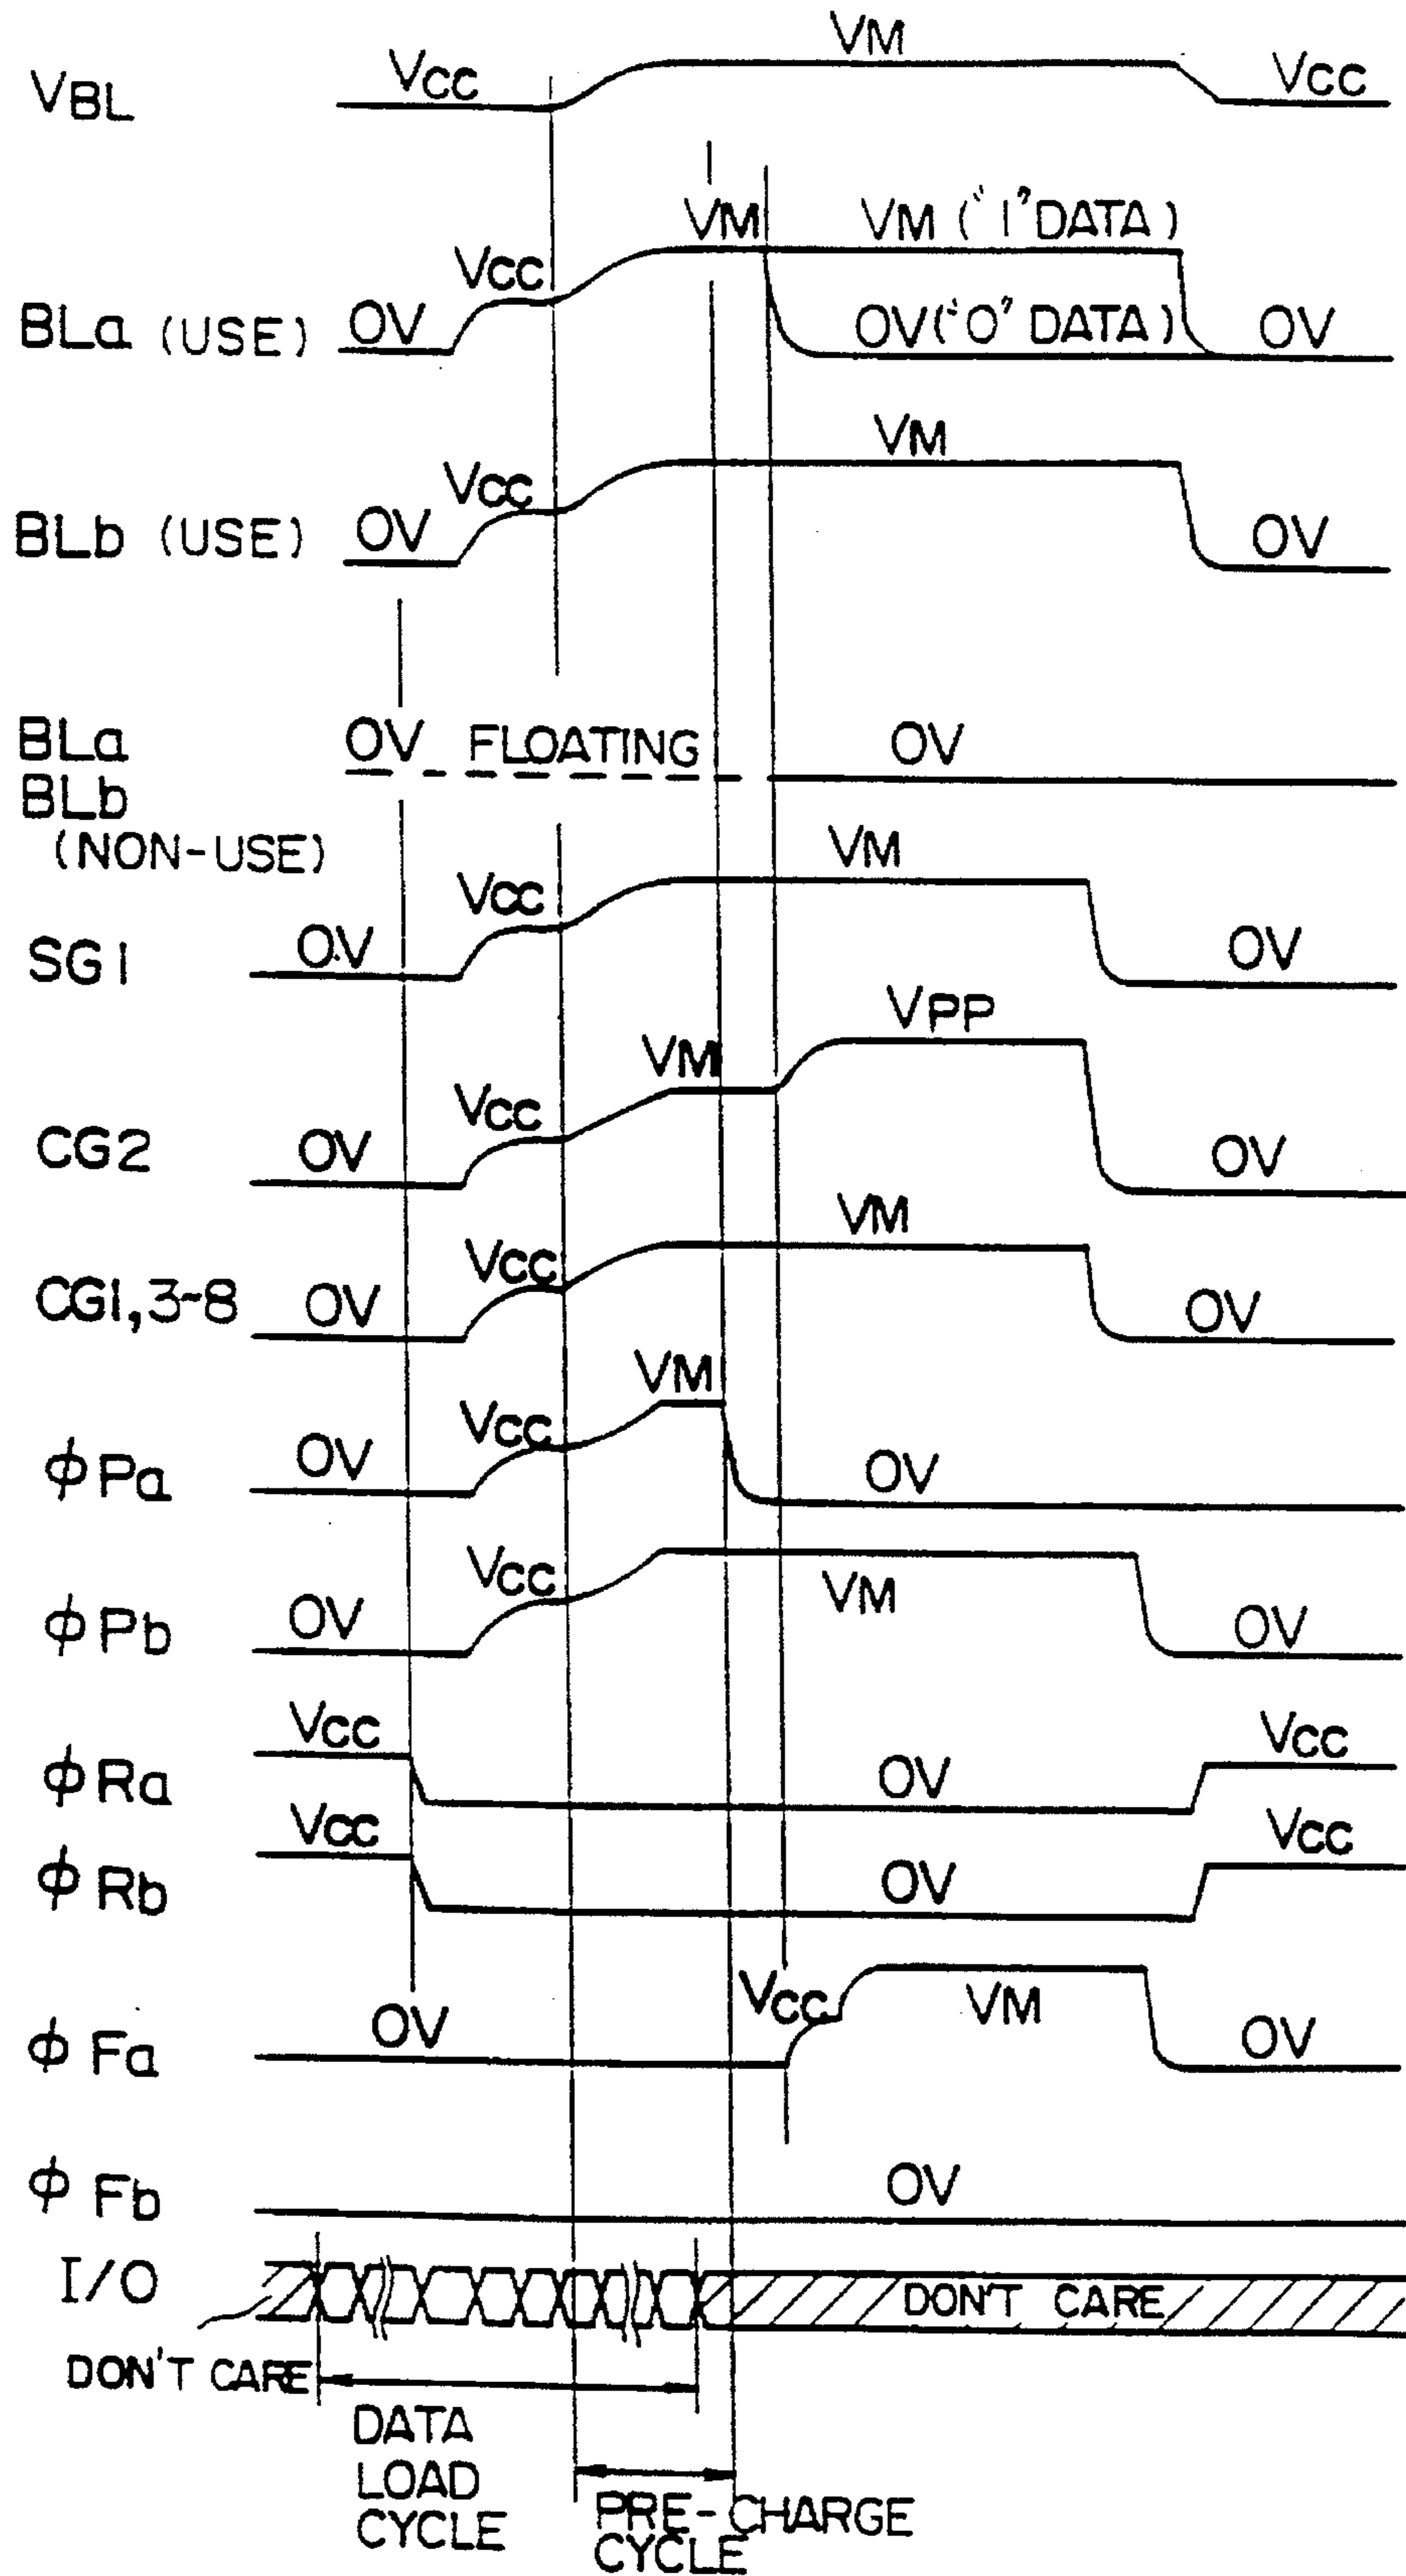 VBL VCC VM VCC
BLa (USE) 0V VCC VM VM ("1" DATA) 0V ("0" DATA) 0V
BLb (USE) 0V VCC VM 0V
BLa
BLb
(NON-USE)
0V FLOATING 0V
SG1 0V VCC VM 0V
CG2 0V VCC VM VPP 0V
CG1,3-8 0V VCC VM 0V
ϕPa 0V VCC VM 0V
ϕPb 0V VCC VM 0V
ϕRa VCC 0V VCC
ϕRb VCC 0V VCC
ϕFa 0V VCC VM 0V
ϕFb 0V
I/O DON'T CARE
DON'T CARE
DATA
LOAD
CYCLE
PRE-CHARGE
CYCLE